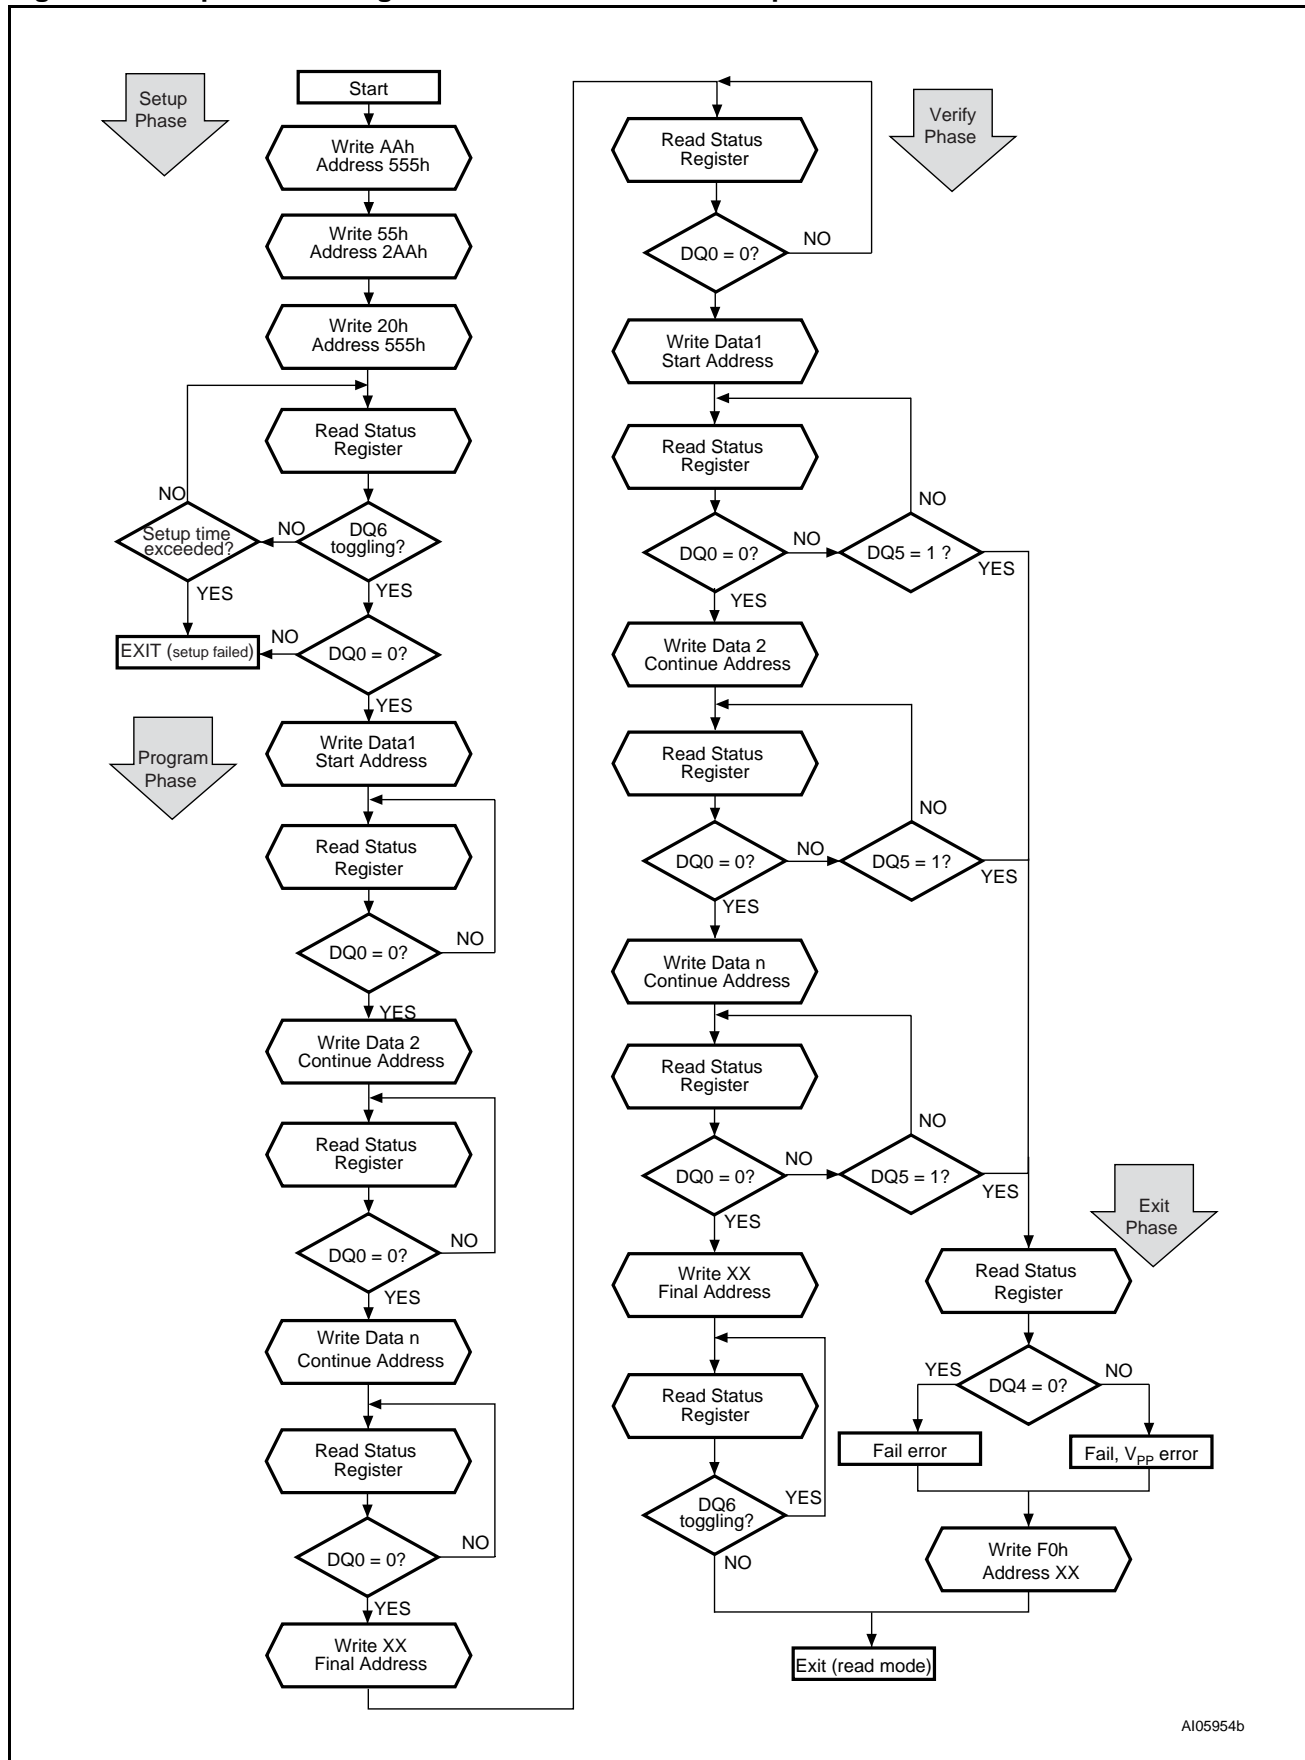 Setup
Phase
Start
Write AAh
Address 555h
Write 55h
Address 2AAh
Write 20h
Address 555h
Read Status
Register
NO
Setup time
exceeded?
NO
DQ6
toggling?
YES
YES
EXIT (setup failed)
NO
DQ0 = 0?
YES
Program
Phase
Write Data1
Start Address
Read Status
Register
DQ0 = 0?
NO
YES
Write Data 2
Continue Address
Read Status
Register
DQ0 = 0?
NO
YES
Write Data n
Continue Address
Read Status
Register
DQ0 = 0?
NO
YES
Write XX
Final Address
Verify
Phase
Read Status
Register
DQ0 = 0?
NO
Write Data1
Start Address
Read Status
Register
NO
DQ0 = 0?
NO
DQ5 = 1 ?
YES
YES
Write Data 2
Continue Address
Read Status
Register
NO
DQ0 = 0?
NO
DQ5 = 1?
YES
YES
Write Data n
Continue Address
Read Status
Register
NO
DQ0 = 0?
NO
DQ5 = 1?
YES
YES
Write XX
Final Address
Read Status
Register
DQ6
toggling?
YES
NO
Exit
Phase
Read Status
Register
YES
DQ4 = 0?
NO
Fail error
Fail, VPP error
Write F0h
Address XX
Exit (read mode)
AI05954b